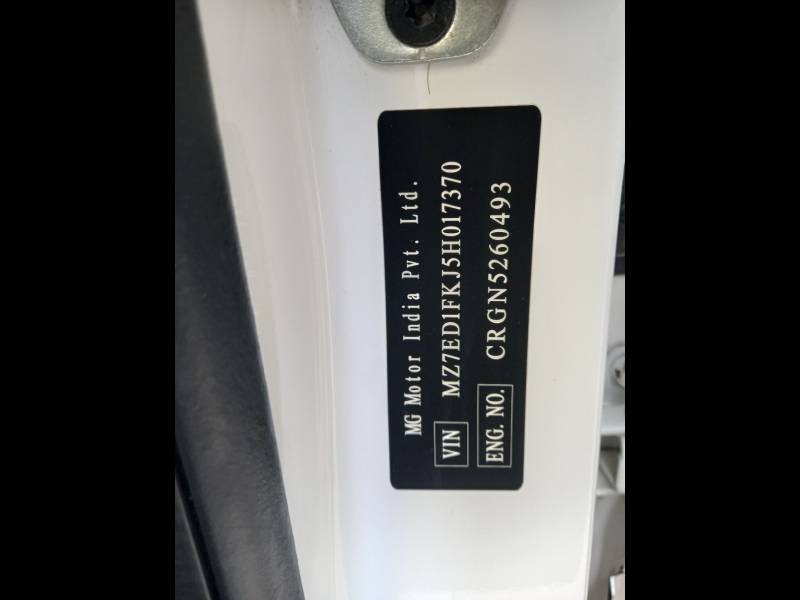 MG Motor India Pvt. Ltd.
VIN MZ7ED1FKJ5H017370
ENG. NO. CRGN5260493